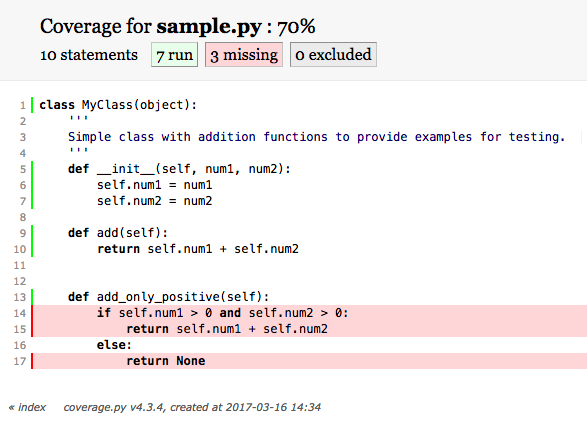 Coverage for sample.py : 70%
10 statements 7 run 3 missing 0 excluded
1 class MyClass(object):
2 '''
3 Simple class with addition functions to provide examples for testing.
4 '''
5 def __init__(self, num1, num2):
6 self.num1 = num1
7 self.num2 = num2
8
9 def add(self):
10 return self.num1 + self.num2
11
12
13 def add_only_positive(self):
14 if self.num1 > 0 and self.num2 > 0:
15 return self.num1 + self.num2
16 else:
17 return None
« index coverage.py v4.3.4, created at 2017-03-16 14:34